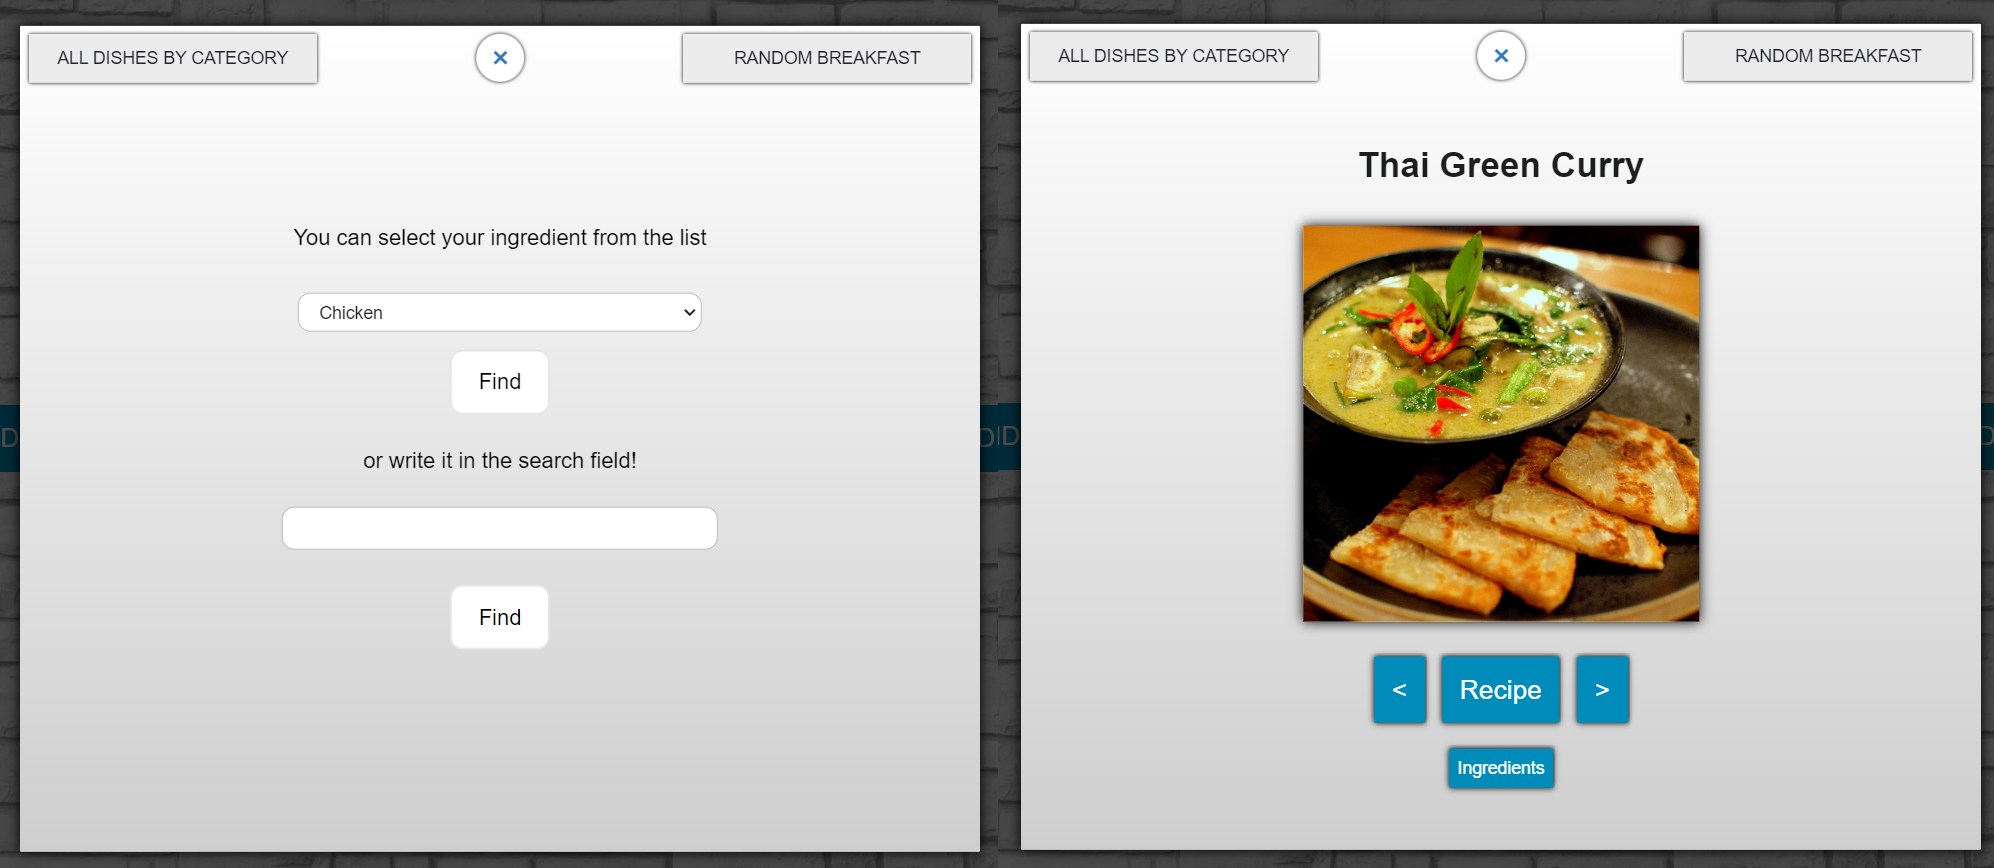 ALL DISHES BY CATEGORY
×
RANDOM BREAKFAST
You can select your ingredient from the list
Chicken
Find
or write it in the search field!
Find
D
D
ALL DISHES BY CATEGORY
×
RANDOM BREAKFAST
Thai Green Curry
<
Recipe
>
Ingredients
D